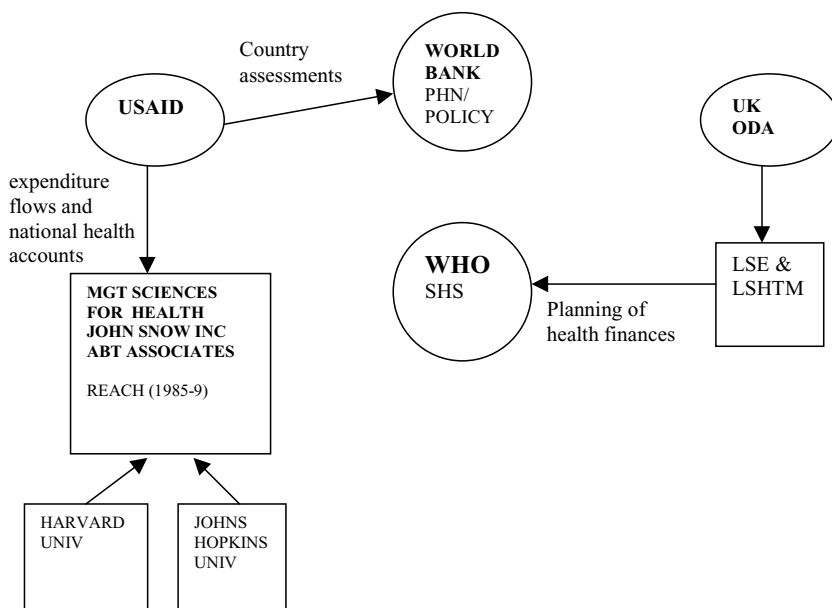 Country
assessments
WORLD
BANK
PHN/
POLICY
USAID
UK
ODA
expenditure
flows and
national health
accounts
WHO
SHS
LSE &
LSHTM
Planning of
health finances
MGT SCIENCES
FOR HEALTH
JOHN SNOW INC
ABT ASSOCIATES
REACH (1985-9)
HARVARD
UNIV
JOHNS
HOPKINS
UNIV